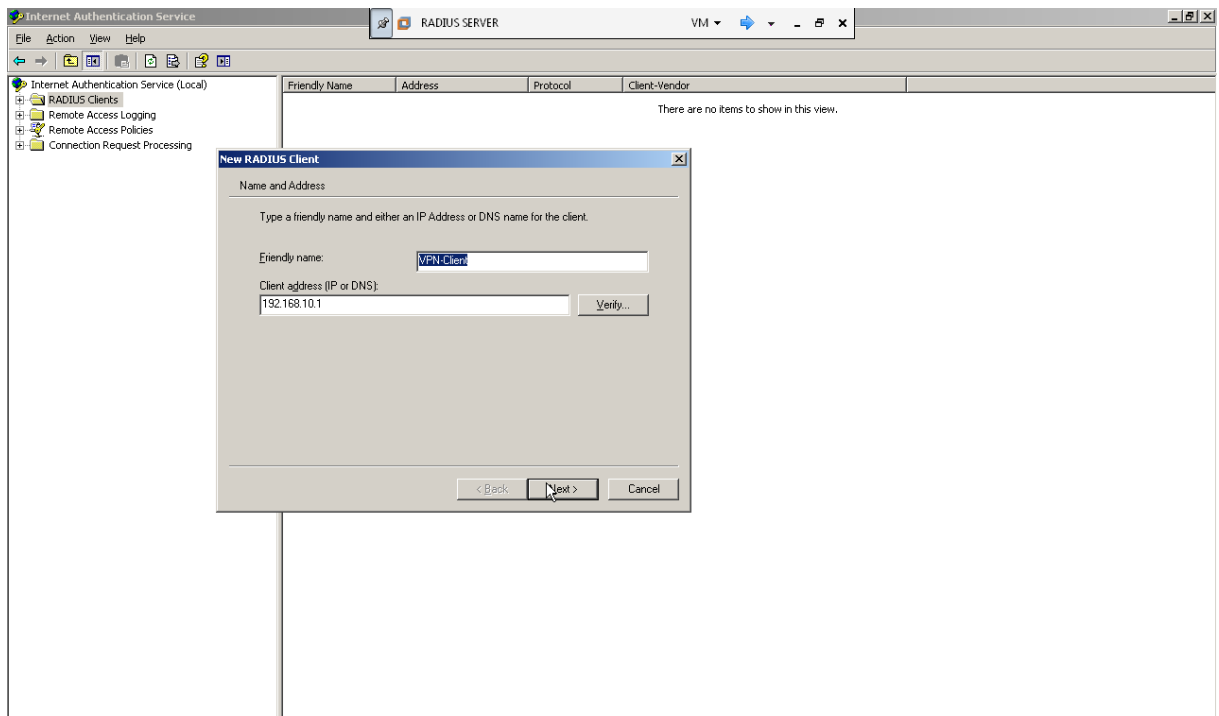 Internet Authentication Service
RADIUS SERVER
VM
File Action View Help
Internet Authentication Service (Local)
RADIUS Clients
Remote Access Logging
Remote Access Policies
Connection Request Processing
Friendly Name Address Protocol Client-Vendor
There are no items to show in this view.
New RADIUS Client
Name and Address
Type a friendly name and either an IP Address or DNS name for the client.
Friendly name: VPN-Client
Client address (IP or DNS):
192.168.10.1 Verify...
< Back Next > Cancel